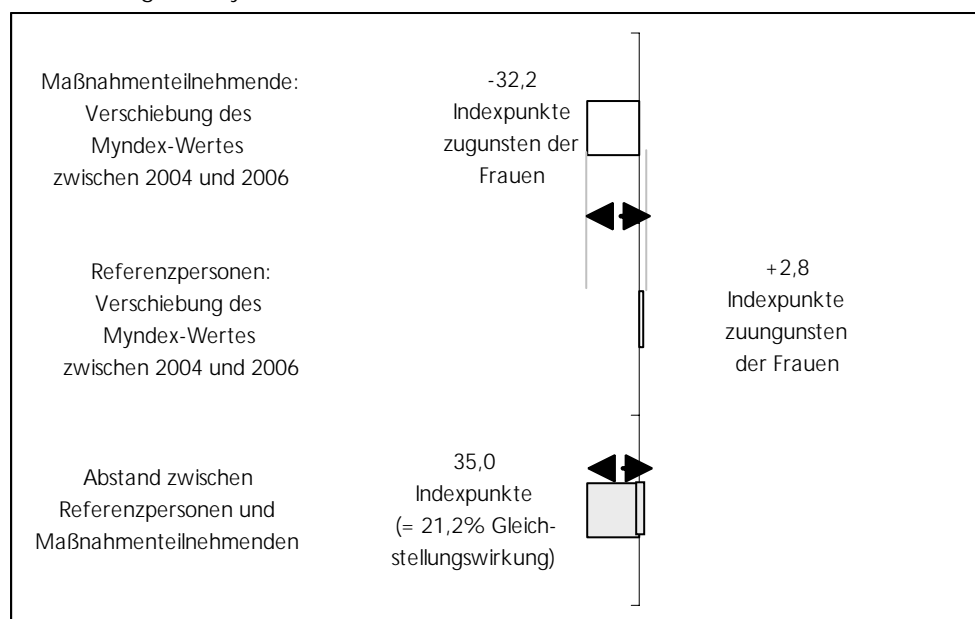 Maßnahmenteilnehmende:
Verschiebung des
Myndex-Wertes
zwischen 2004 und 2006
-32,2
Indexpunkte
zugunsten der
Frauen
Referenzpersonen:
Verschiebung des
Myndex-Wertes
zwischen 2004 und 2006
+2,8
Indexpunkte
zuungunsten
der Frauen
Abstand zwischen
Referenzpersonen und
Maßnahmenteilnehmenden
35,0
Indexpunkte
(= 21,2% Gleich-
stellungswirkung)